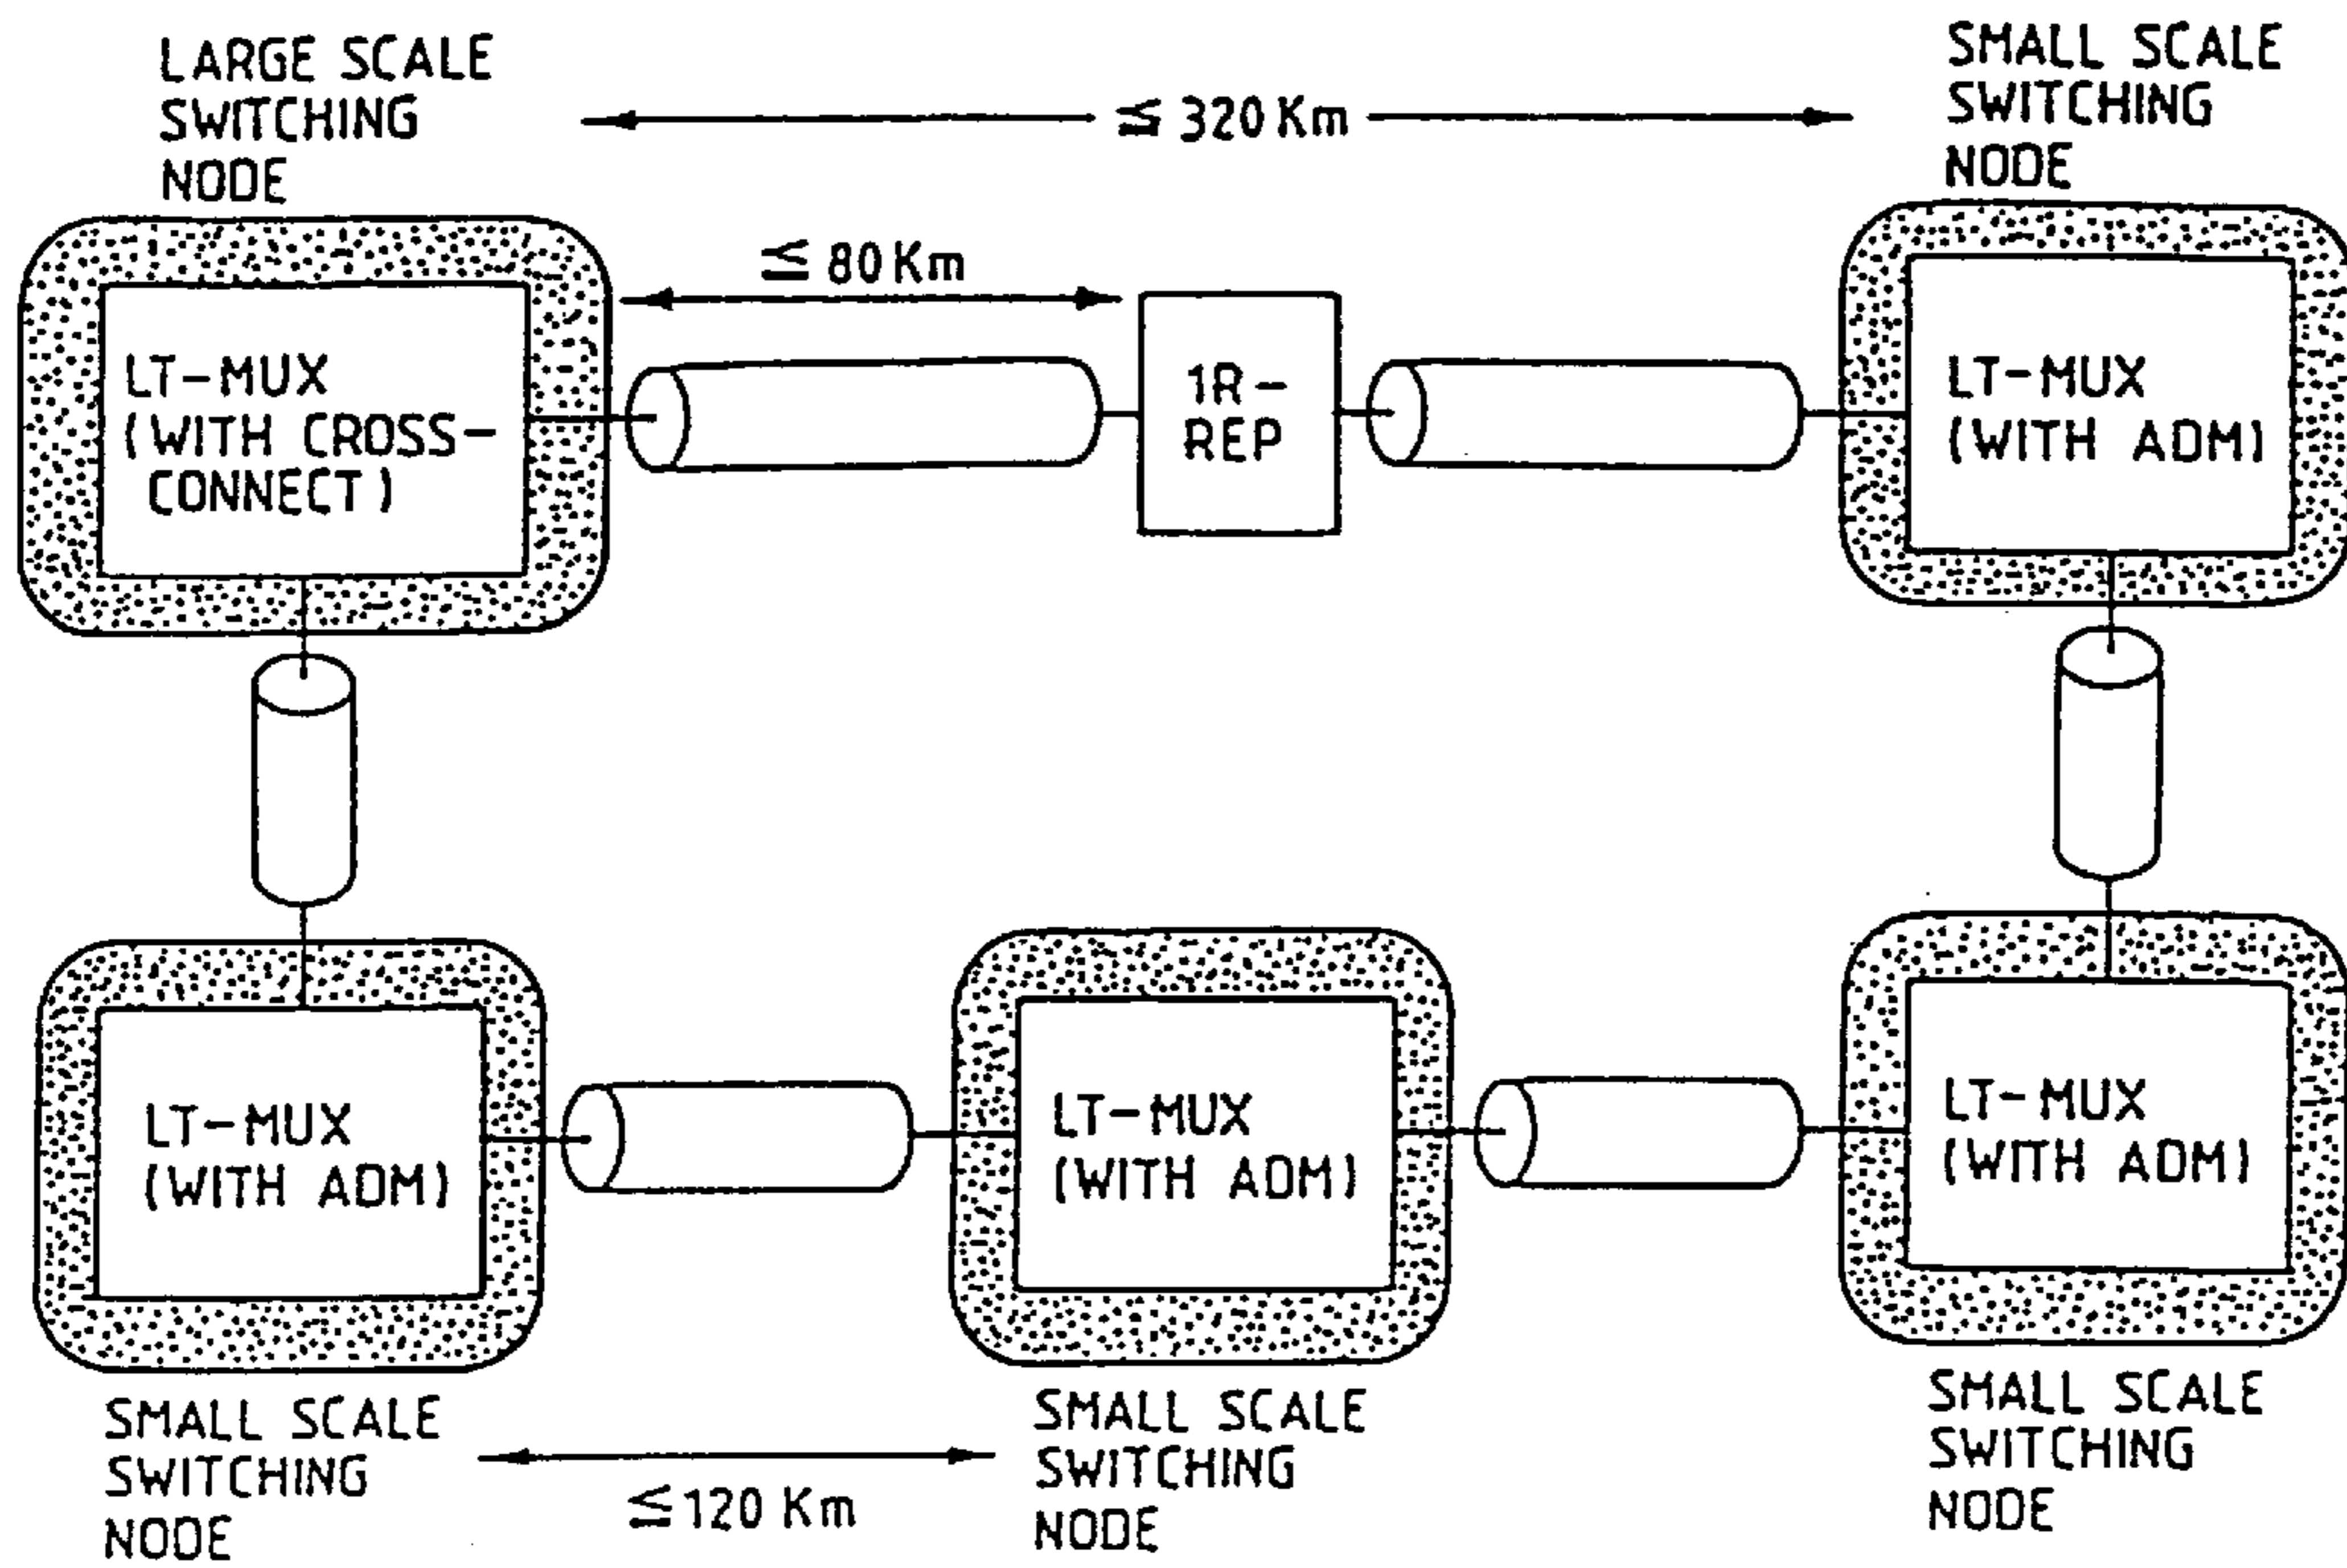 LARGE SCALE
SWITCHING
NODE
≦ 320 Km
SMALL SCALE
SWITCHING
NODE
≦ 80 Km
LT-MUX
(WITH CROSS-
CONNECT)
1R-
REP
LT-MUX
(WITH ADM)
LT-MUX
(WITH ADM)
LT-MUX
(WITH ADM)
LT-MUX
(WITH ADM)
SMALL SCALE
SWITCHING
NODE
≦ 120 Km
SMALL SCALE
SWITCHING
NODE
SMALL SCALE
SWITCHING
NODE